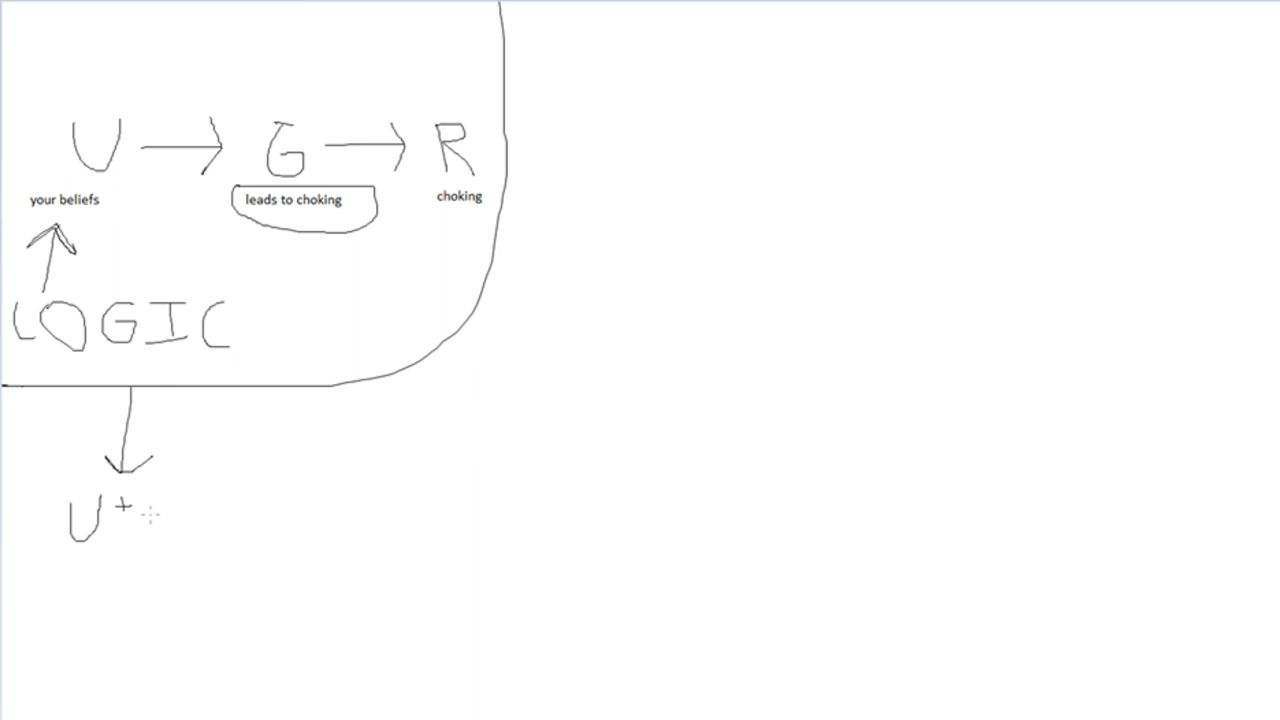 U → G → R
your beliefs leads to choking choking
LOGIC
U +